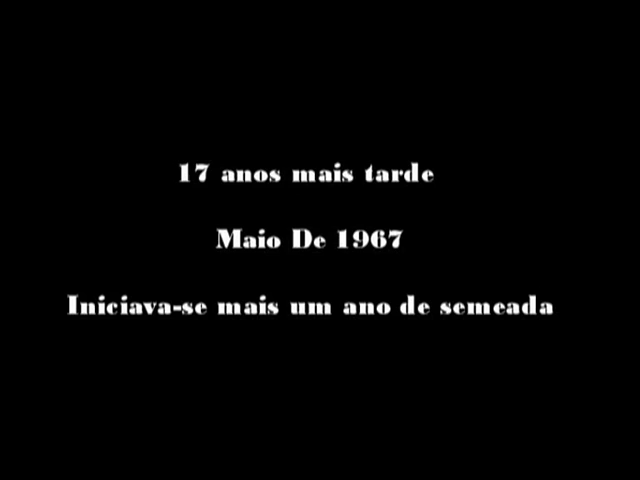 17 anos mais tarde
Maio De 1967
Iniciava-se mais um ano de semeada